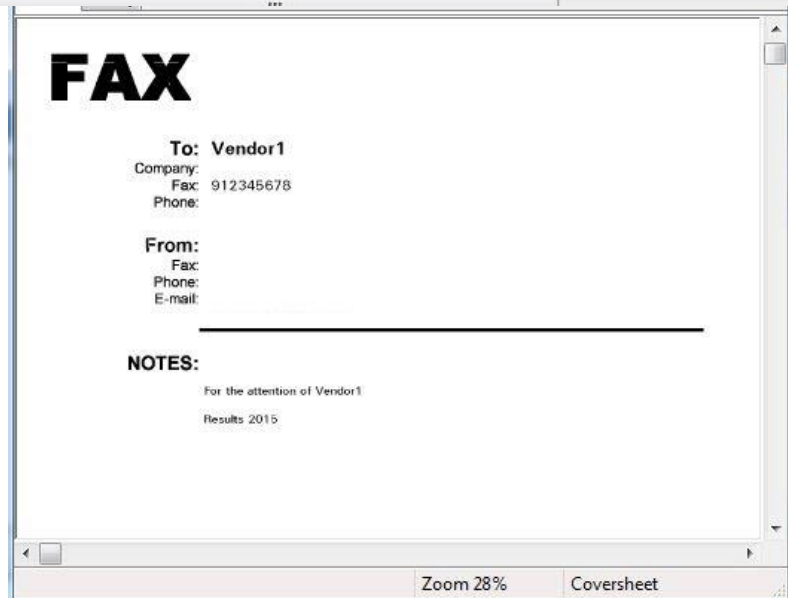 FAX
To: Vendor1
Company:
Fax: 912345678
Phone:
From:
Fax:
Phone:
E-mail:
NOTES:
For the attention of Vendor1
Results 2015
Zoom 28% Coversheet